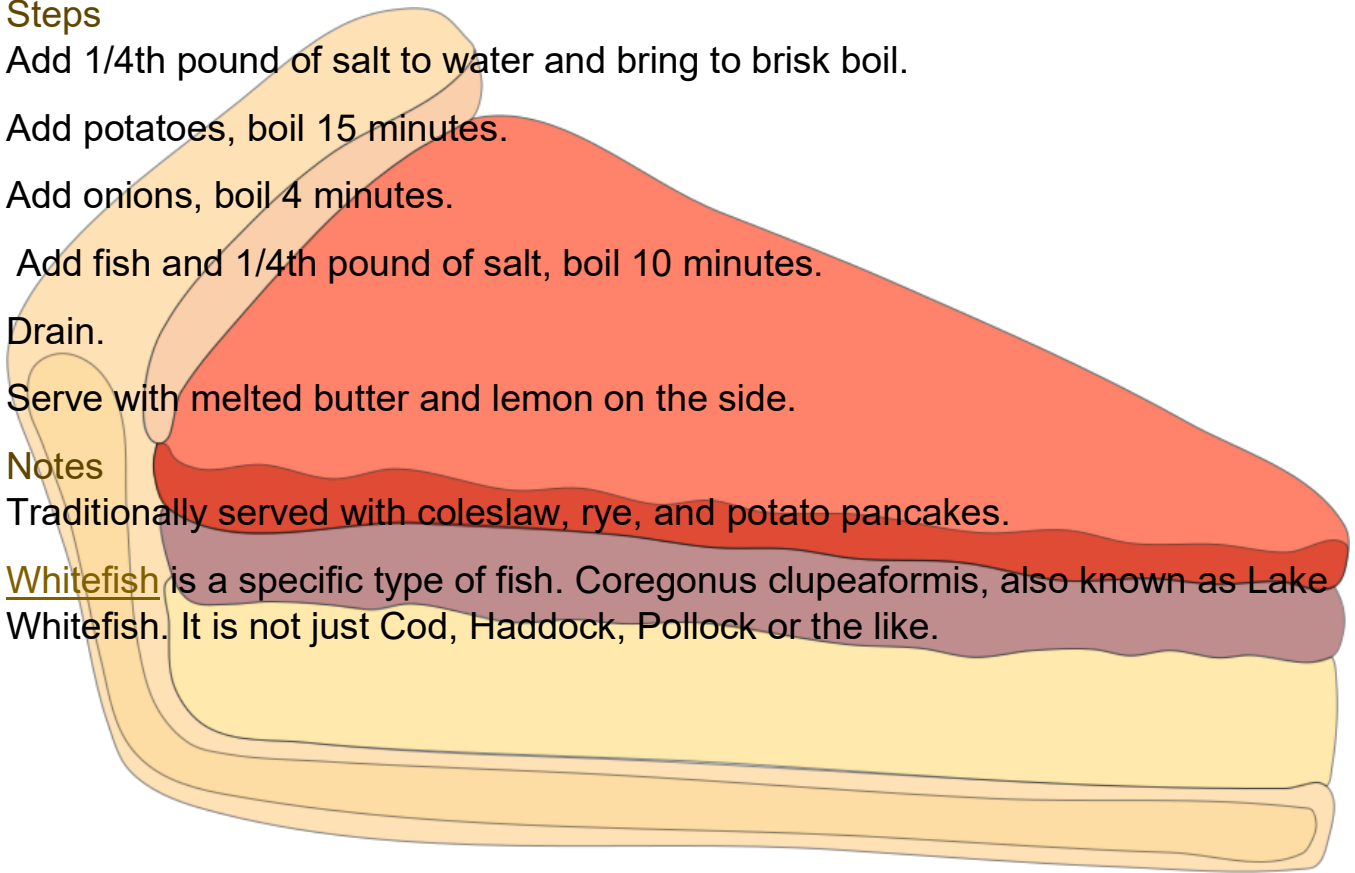 Steps
Add 1/4th pound of salt to water and bring to brisk boil.
Add potatoes, boil 15 minutes.
Add onions, boil 4 minutes.
Add fish and 1/4th pound of salt, boil 10 minutes.
Drain.
Serve with melted butter and lemon on the side.
Notes
Traditionally served with coleslaw, rye, and potato pancakes.
Whitefish is a specific type of fish. Coregonus clupeaformis, also known as Lake
Whitefish. It is not just Cod, Haddock, Pollock or the like.